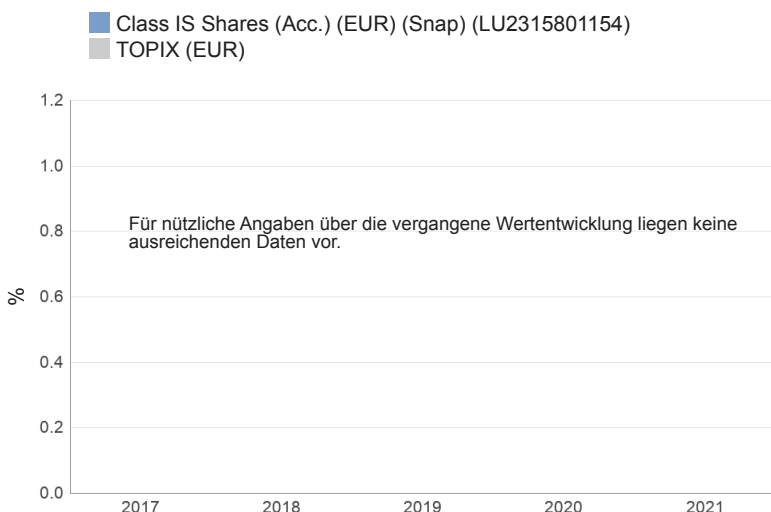 Class IS Shares (Acc.) (EUR) (Snap) (LU2315801154)
TOPIX (EUR)
1.2
1.0
Für nützliche Angaben über die vergangene Wertentwicklung liegen keine
0.8
ausreichenden Daten vor.
%
0.6
0.4
0.2
0.0
2017 2018 2019 2020 2021